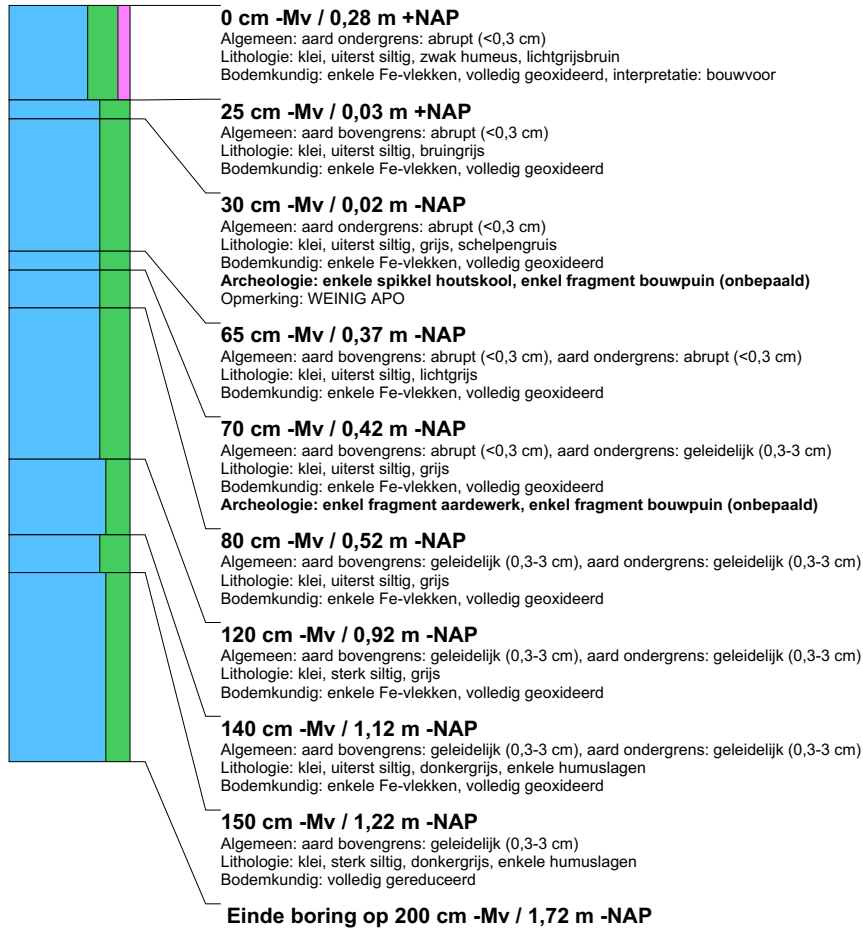 0 cm -Mv / 0,28 m +NAP
Algemeen: aard ondergrens: abrupt (<0,3 cm)
Lithologie: klei, uiterst siltig, zwak humeus, lichtgrijsbruin
Bodemkundig: enkele Fe-vlekken, volledig geoxideerd, interpretatie: bouwvoor
25 cm -Mv / 0,03 m +NAP
Algemeen: aard bovengrens: abrupt (<0,3 cm)
Lithologie: klei, uiterst siltig, bruingrijs
Bodemkundig: enkele Fe-vlekken, volledig geoxideerd
30 cm -Mv / 0,02 m -NAP
Algemeen: aard ondergrens: abrupt (<0,3 cm)
Lithologie: klei, uiterst siltig, grijs, schelpengruis
Bodemkundig: enkele Fe-vlekken, volledig geoxideerd
Archeologie: enkele spikkel houtskool, enkel fragment bouwpuin (onbepaald)
Opmerking: WEINIG APO
65 cm -Mv / 0,37 m -NAP
Algemeen: aard bovengrens: abrupt (<0,3 cm), aard ondergrens: abrupt (<0,3 cm)
Lithologie: klei, uiterst siltig, lichtgrijs
Bodemkundig: enkele Fe-vlekken, volledig geoxideerd
70 cm -Mv / 0,42 m -NAP
Algemeen: aard bovengrens: abrupt (<0,3 cm), aard ondergrens: geleidelijk (0,3-3 cm)
Lithologie: klei, uiterst siltig, grijs
Bodemkundig: enkele Fe-vlekken, volledig geoxideerd
Archeologie: enkel fragment aardewerk, enkel fragment bouwpuin (onbepaald)
80 cm -Mv / 0,52 m -NAP
Algemeen: aard bovengrens: geleidelijk (0,3-3 cm), aard ondergrens: geleidelijk (0,3-3 cm)
Lithologie: klei, uiterst siltig, grijs
Bodemkundig: enkele Fe-vlekken, volledig geoxideerd
120 cm -Mv / 0,92 m -NAP
Algemeen: aard bovengrens: geleidelijk (0,3-3 cm), aard ondergrens: geleidelijk (0,3-3 cm)
Lithologie: klei, sterk siltig, grijs
Bodemkundig: enkele Fe-vlekken, volledig geoxideerd
140 cm -Mv / 1,12 m -NAP
Algemeen: aard bovengrens: geleidelijk (0,3-3 cm), aard ondergrens: geleidelijk (0,3-3 cm)
Lithologie: klei, uiterst siltig, donkergrijs, enkele humuslagen
Bodemkundig: enkele Fe-vlekken, volledig geoxideerd
150 cm -Mv / 1,22 m -NAP
Algemeen: aard bovengrens: geleidelijk (0,3-3 cm)
Lithologie: klei, sterk siltig, donkergrijs, enkele humuslagen
Bodemkundig: volledig gereduceerd
Einde boring op 200 cm -Mv / 1,72 m -NAP